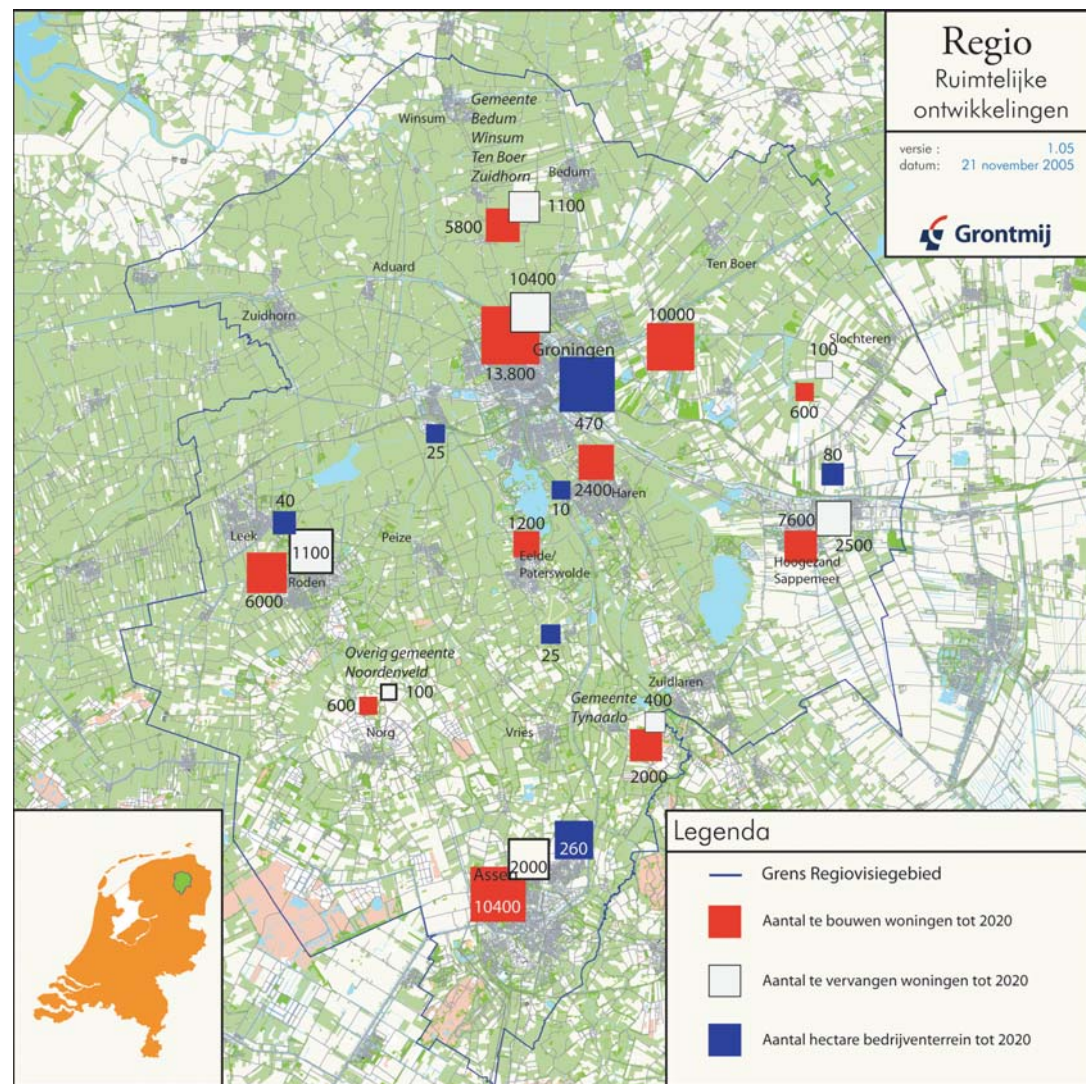 Regio
Ruimtelijke
ontwikkelingen
versie : 1.05
datum: 21 november 2005
Grontmij
Gemeente
Bedum
Winsum
Ten Boer
Zuidhorn
Winsum
Bedum
1100
5800
Aduard
Ten Boer
10400
Zuidhorn
10000
Slochteren
Groningen
100
13.800
600
470
25
80
2400
Haren
10
40
1200
7600
2500
Leek
1100
Peize
Eelde/
Paterswolde
Hoogezand
Sappemeer
Roden
6000
25
Overig gemeente
Noordenveld
100
600
Norg
Zuidlaren
400
Gemeente
Tynaarlo
Vries
2000
260
2000
Assen
10400
Legenda
Grens Regiovisiegebied
Aantal te bouwen woningen tot 2020
Aantal te vervangen woningen tot 2020
Aantal hectare bedrijventerrein tot 2020